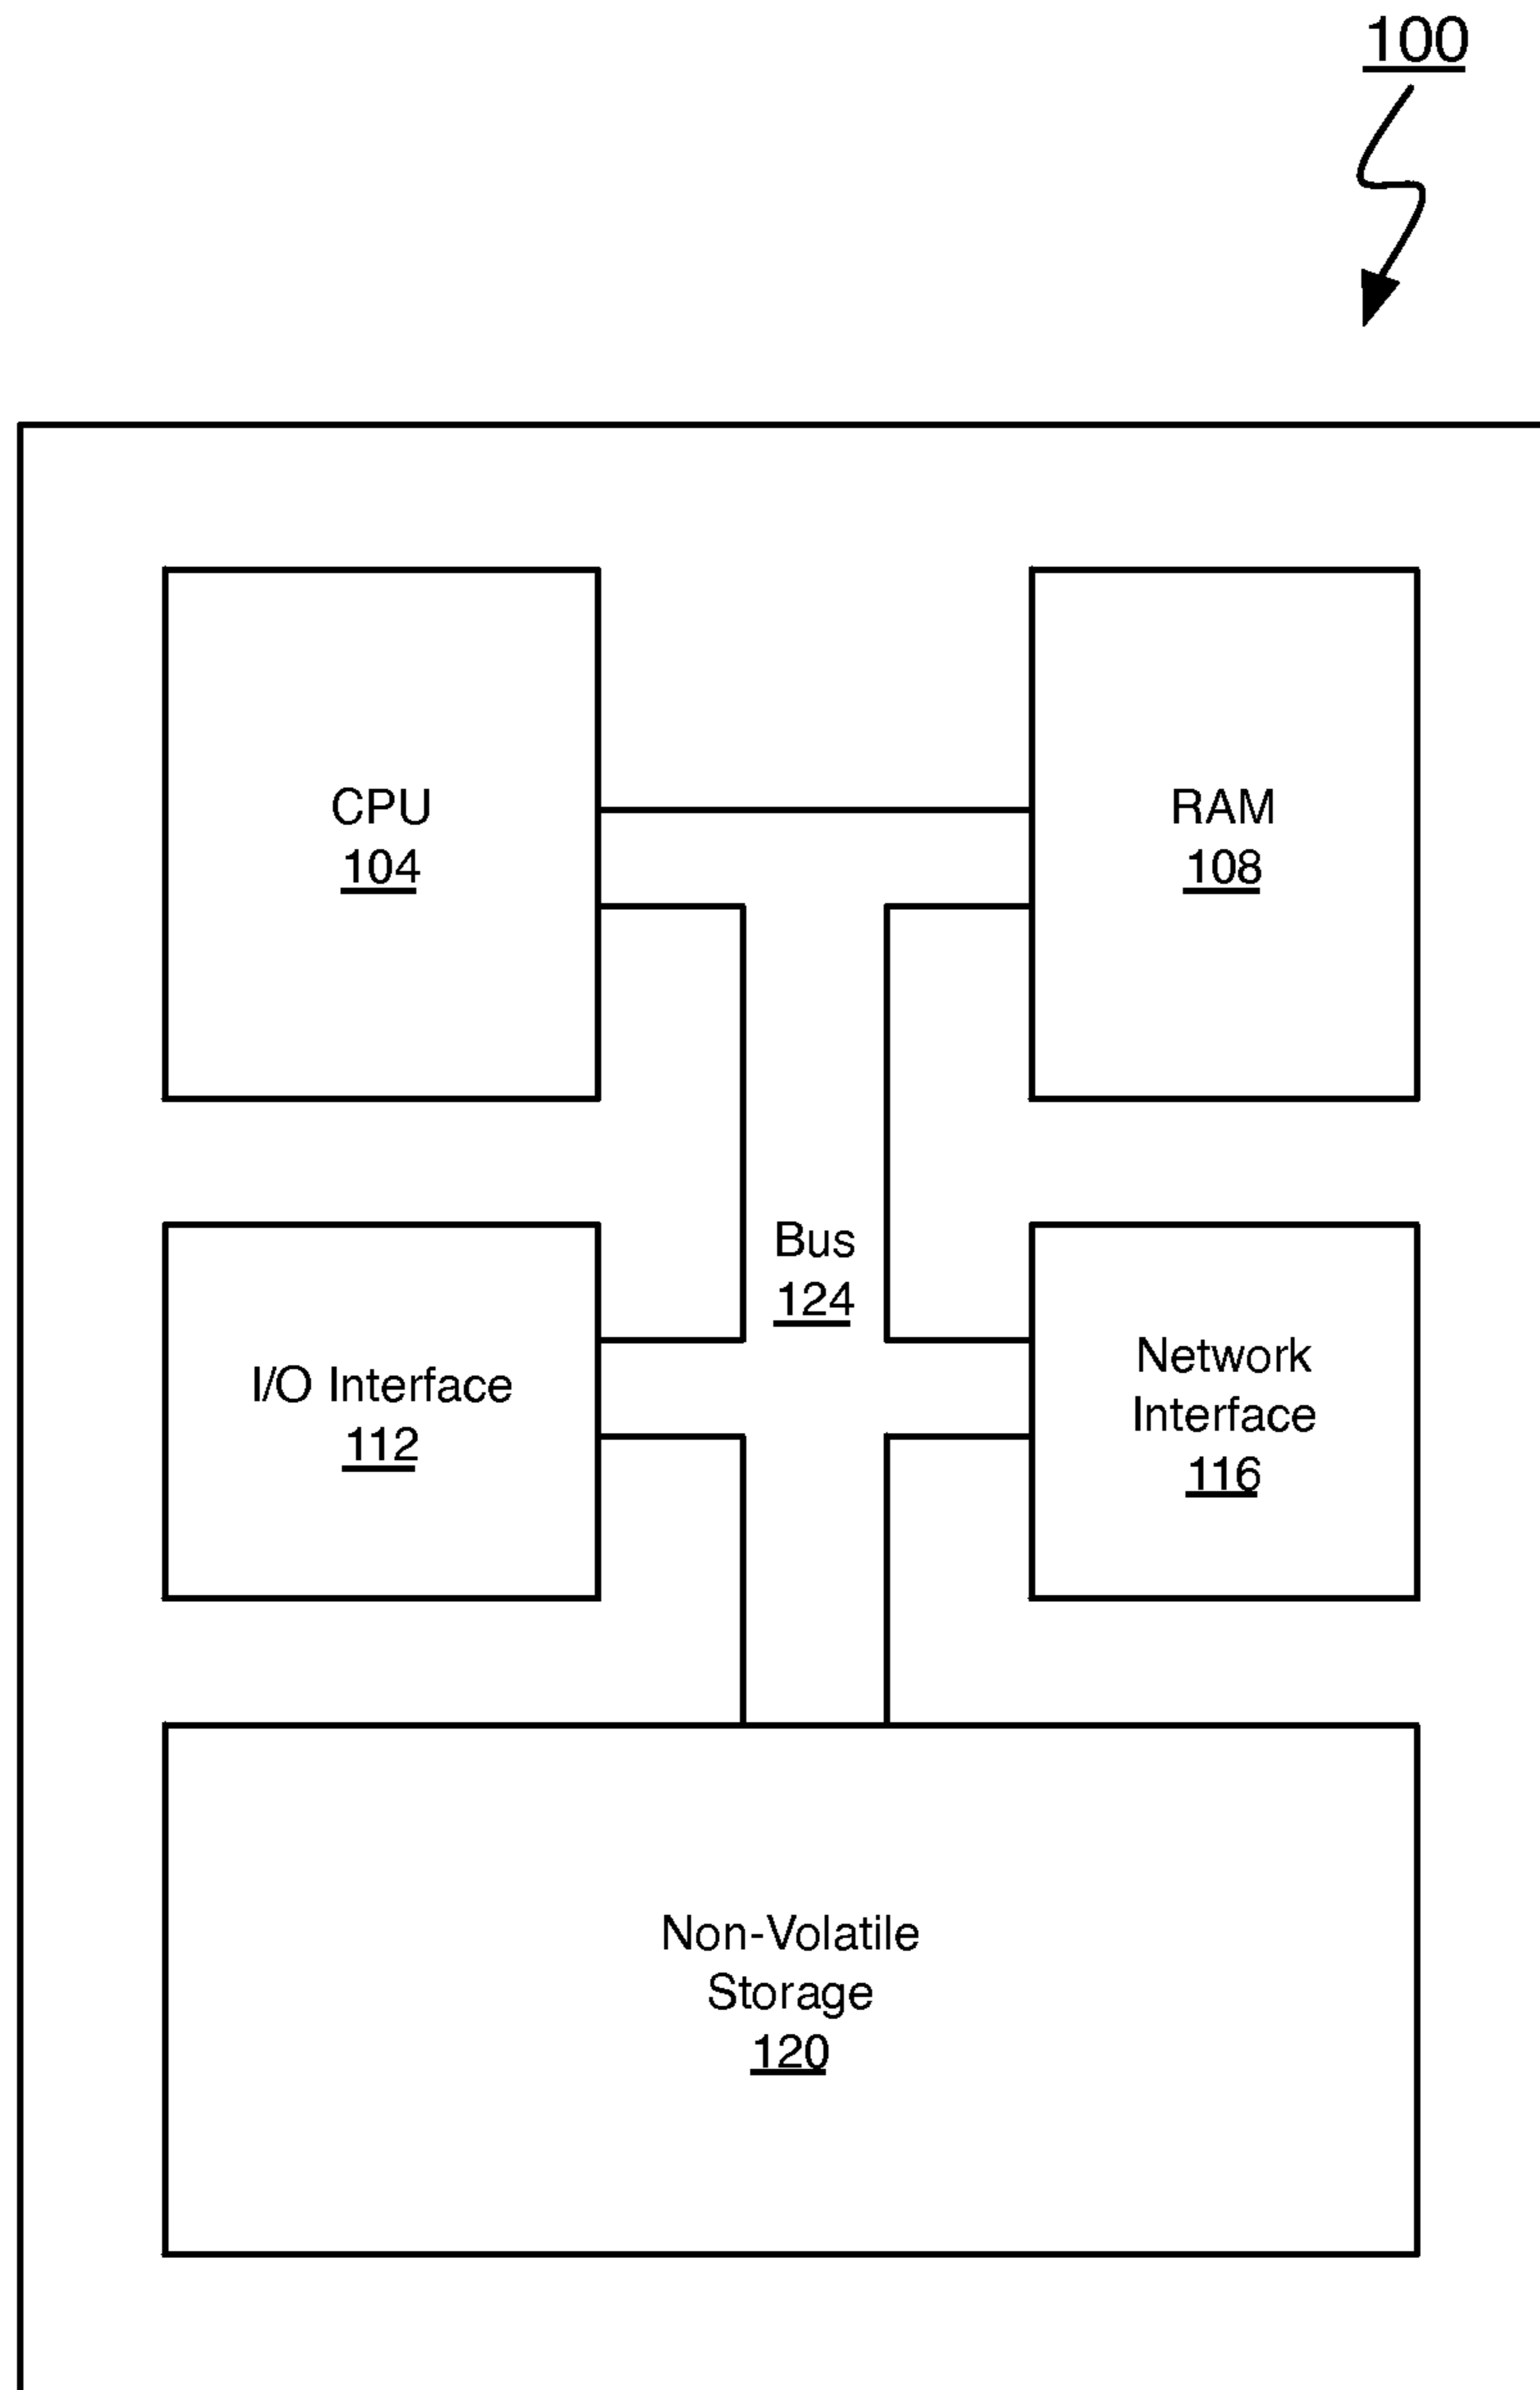 100
CPU
104
RAM
108
Bus
124
I/O Interface
112
Network
Interface
116
Non-Volatile
Storage
120